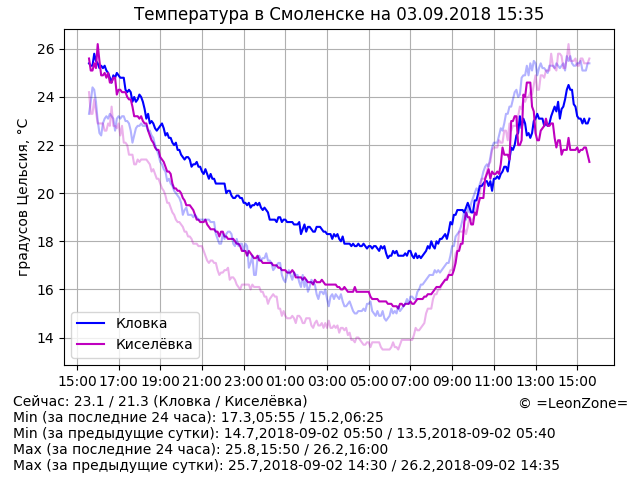 Температура в Смоленске на 03.09.2018 15:35
градусов Цельсия, °C
26
24
22
20
18
16
14
Кловка
Киселёвка
15:00 17:00 19:00 21:00 23:00 01:00 03:00 05:00 07:00 09:00 11:00 13:00 15:00
© =LeonZone=
Сейчас: 23.1 / 21.3 (Кловка / Киселёвка)
Min (за последние 24 часа): 17.3,05:55 / 15.2,06:25
Min (за предыдущие сутки): 14.7,2018-09-02 05:50 / 13.5,2018-09-02 05:40
Max (за последние 24 часа): 25.8,15:50 / 26.2,16:00
Max (за предыдущие сутки): 25.7,2018-09-02 14:30 / 26.2,2018-09-02 14:35